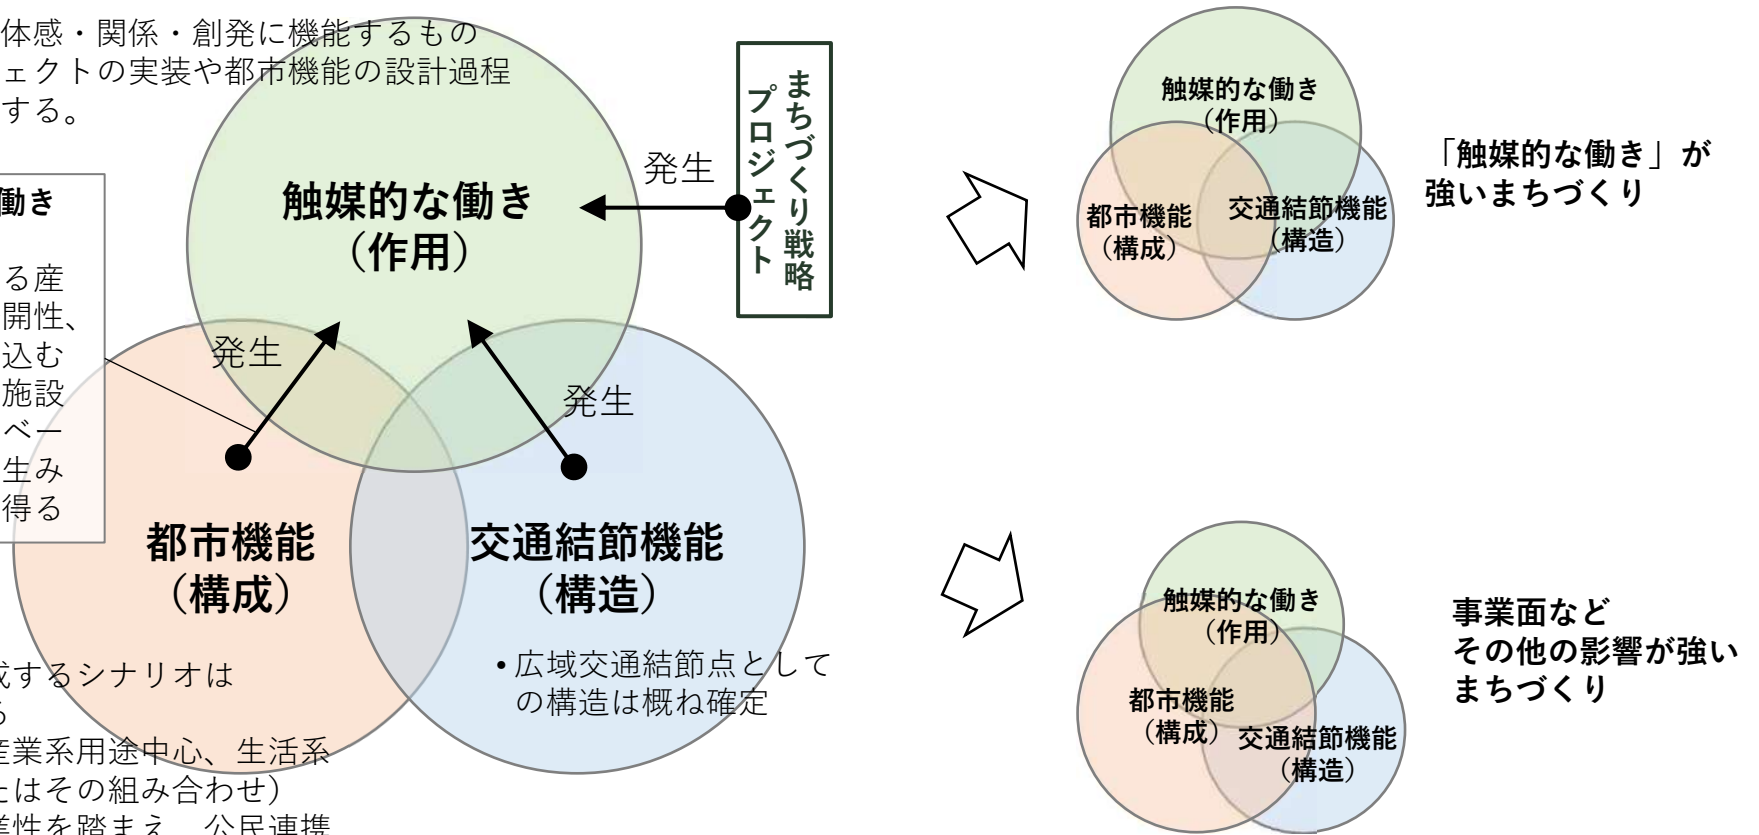 体感・関係・創発に機能するもの
ェクトの実装や都市機能の設計過程
する。
働き
る産
開性、
込む
施設
ベー
生み
得る
触媒的な働き
（作用）
発生
まちづくり戦略
プロジェクト
発生
発生
都市機能
（構成）
交通結節機能
（構造）
• 広域交通結節点として
の構造は概ね確定
するシナリオは
産業系用途中心、生活系
たはその組み合わせ）
業性を踏まえ、公民連携
触媒的な働き
（作用）
都市機能
（構成）
交通結節機能
（構造）
「触媒的な働き」が
強いまちづくり
触媒的な働き
（作用）
都市機能
（構成）
交通結節機能
（構造）
事業面など
その他の影響が強い
まちづくり